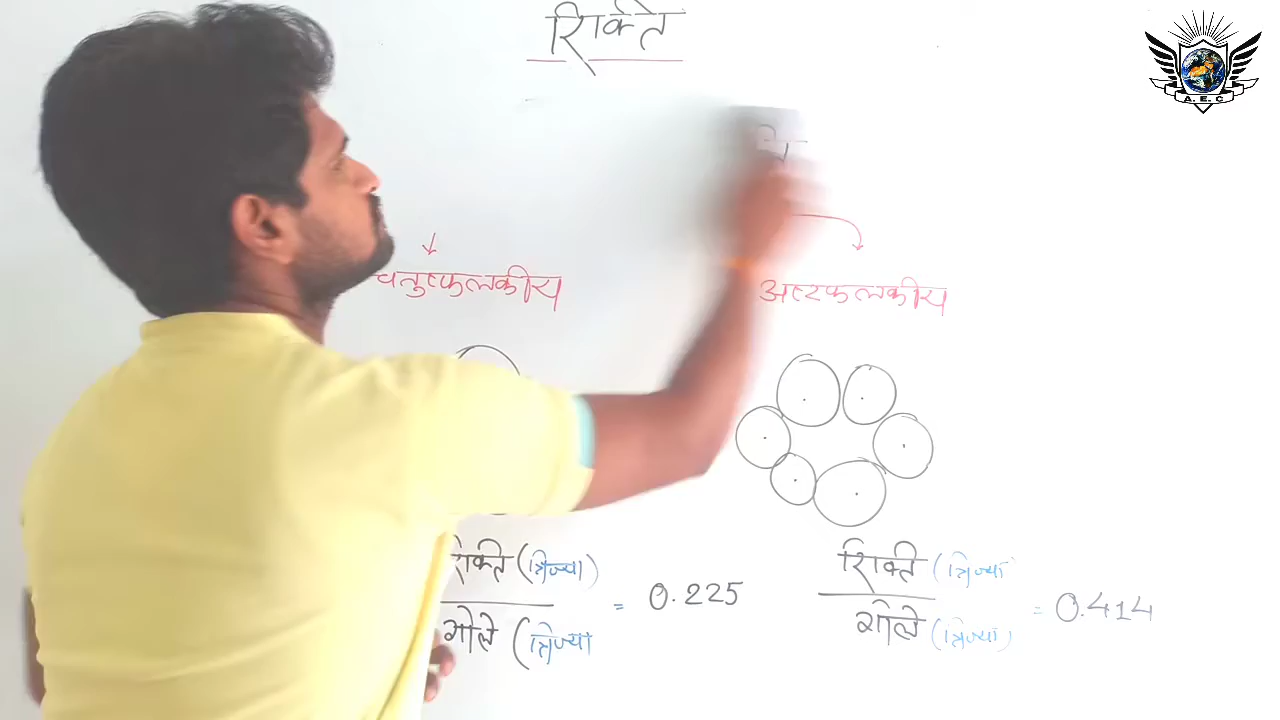 रिक्ति
A. E. C
चतुष्फलकीय
अष्टफलकीय
रिक्ती (त्रिज्या)
गोले (त्रिज्या
= 0.225
रिक्ती (त्रिज्या
गोले (त्रिज्या)
= 0.414